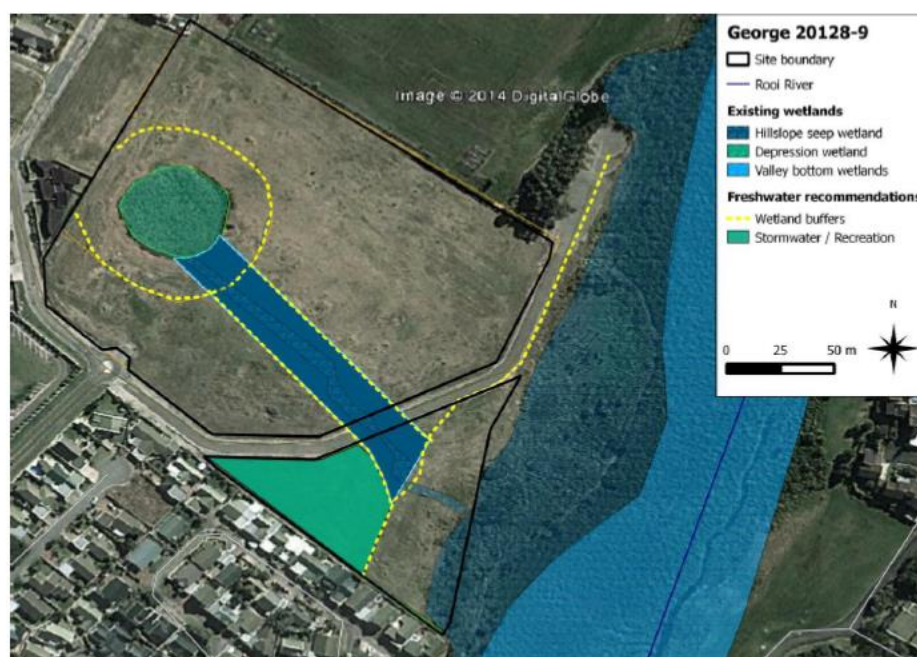 Image © 2014 DigitalGlobe
George 20128-9
Site boundary
Rooi River
Existing wetlands
Hillslope seep wetland
Depression wetland
Valley bottom wetlands
Freshwater recommendations
Wetland buffers
Stormwater / Recreation
N
0 25 50 m